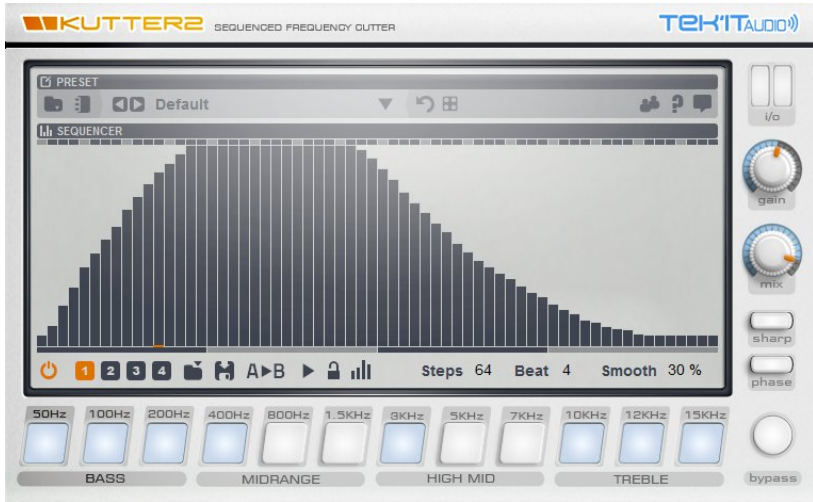 KUTTER2 SEQUENCED FREQUENCY CUTTER TEK'ITAUDIO
PRESET
Default
i/o
SEQUENCER
gain
mix
sharp
1 2 3 4 A▶B Steps 64 Beat 4 Smooth 30 %
phase
50Hz 100Hz 200Hz 400Hz 800Hz 1.5KHz 3KHz 5KHz 7KHz 10KHz 12KHz 15KHz
BASS MIDRANGE HIGH MID TREBLE bypass